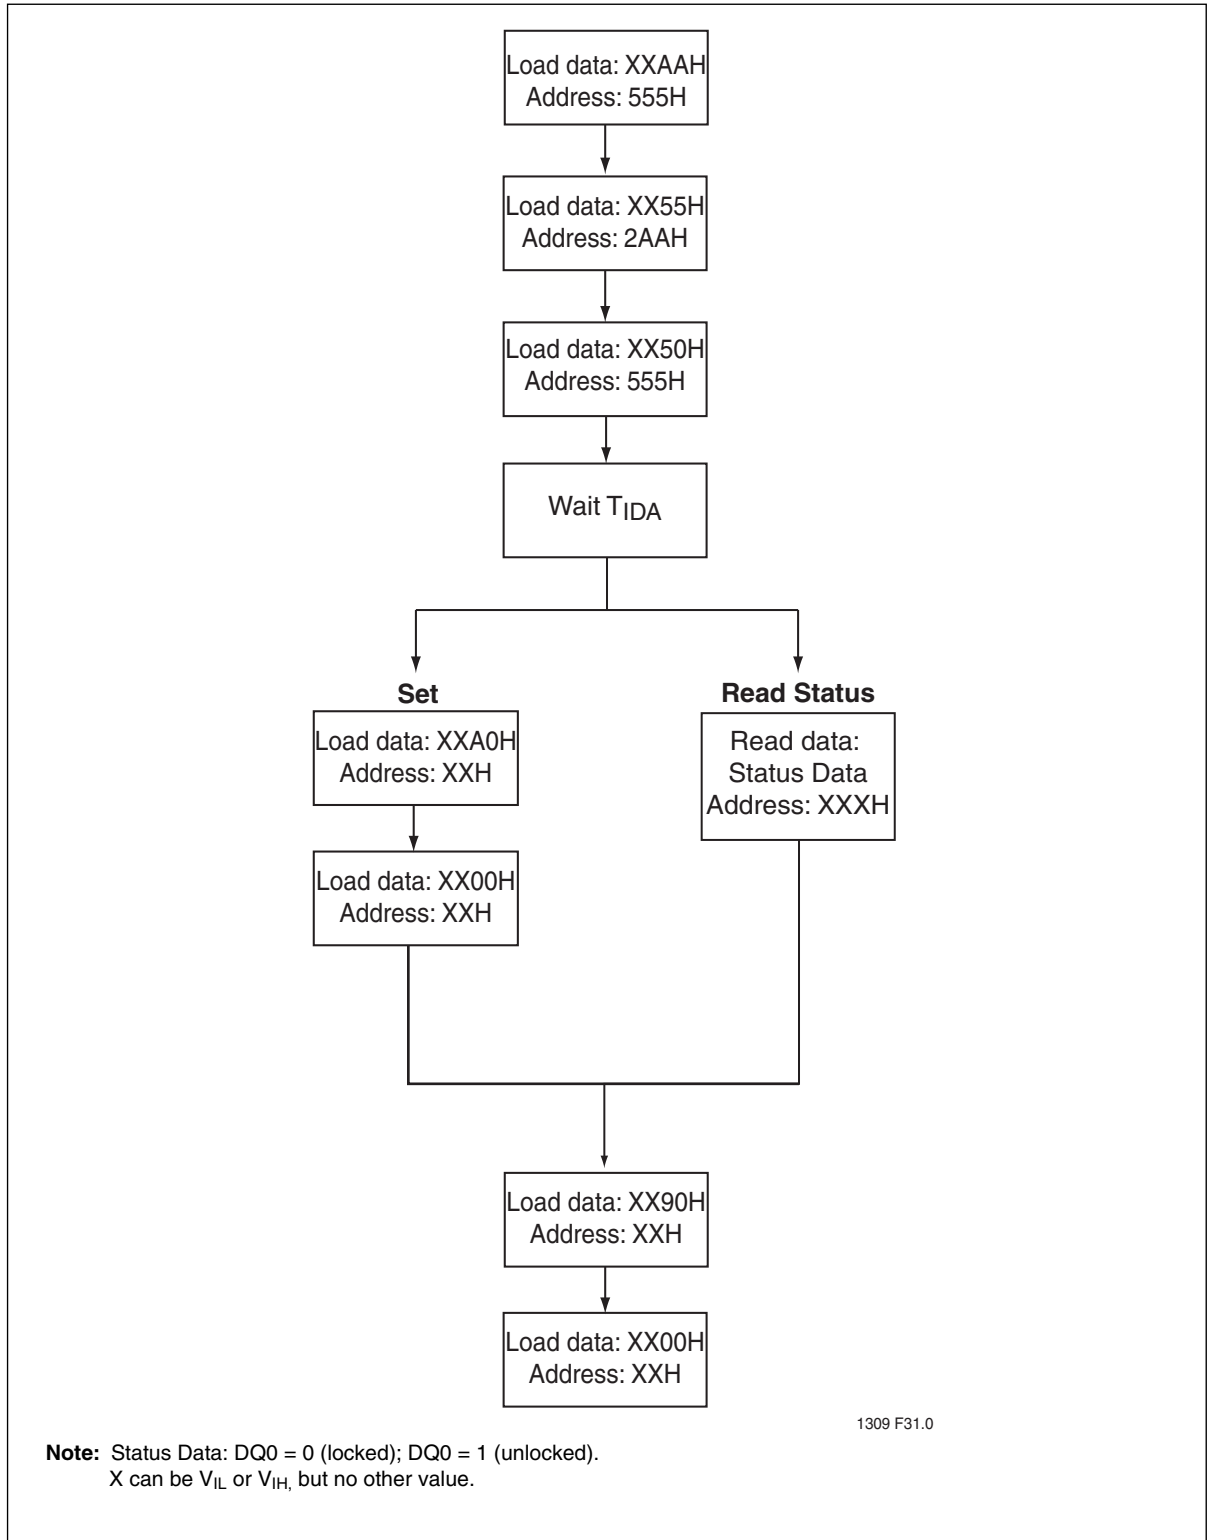 Load data: XXAAH
Address: 555H
Load data: XX55H
Address: 2AAH
Load data: XX50H
Address: 555H
Wait TIDA
Set
Load data: XXA0H
Address: XXH
Load data: XX00H
Address: XXH
Read Status
Read data:
Status Data
Address: XXXH
Load data: XX90H
Address: XXH
Load data: XX00H
Address: XXH
1309 F31.0
Note: Status Data: DQ0 = 0 (locked); DQ0 = 1 (unlocked).
X can be VIL or VIH, but no other value.